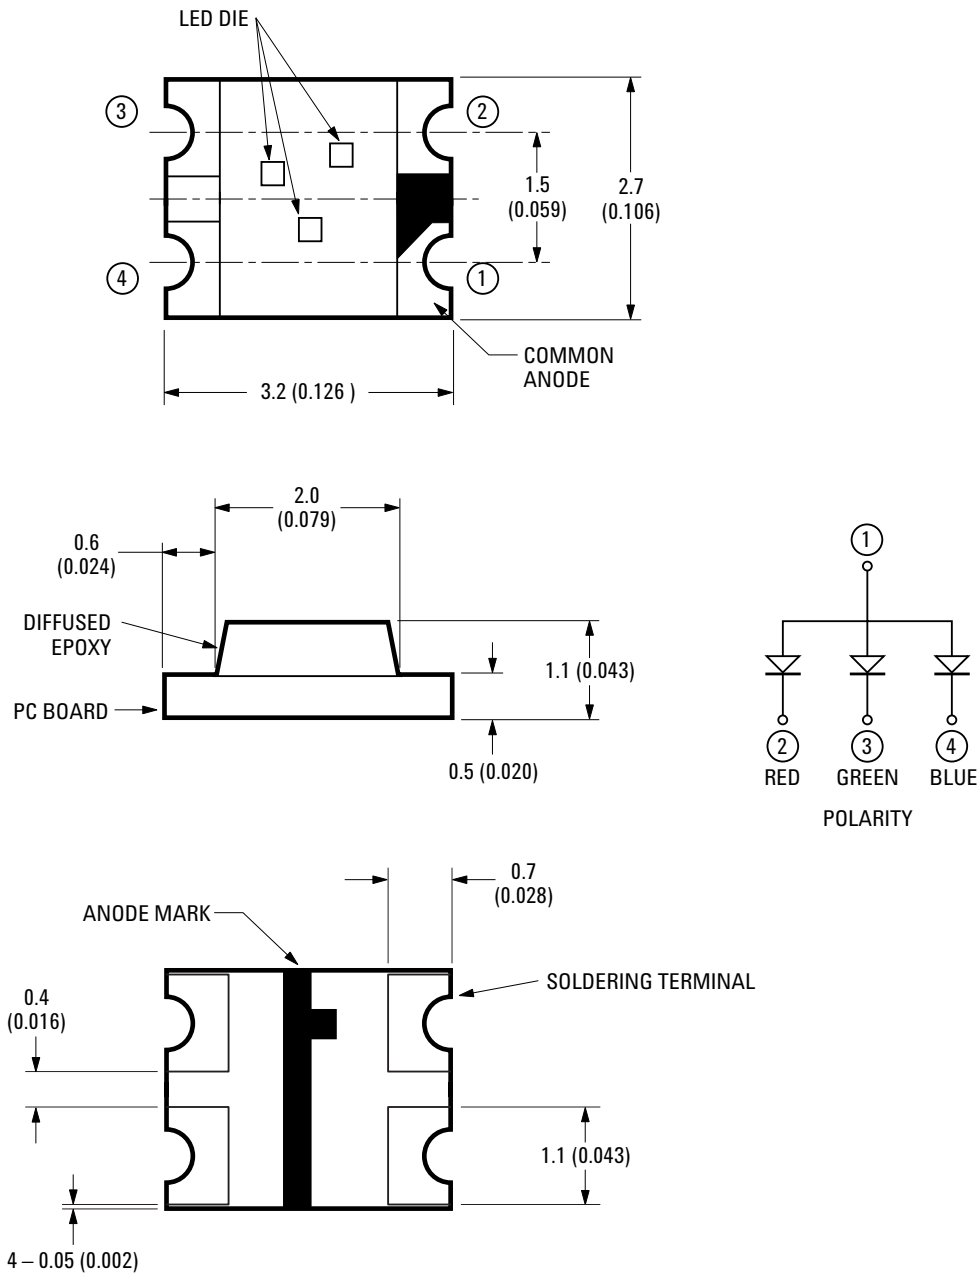 LED DIE
3
2
1.5
(0.059)
2.7
(0.106)
4
1
COMMON
ANODE
3.2 (0.126 )
2.0
(0.079)
0.6
(0.024)
DIFFUSED
EPOXY
1.1 (0.043)
PC BOARD
0.5 (0.020)
1
2
3
4
RED
GREEN
BLUE
POLARITY
0.7
(0.028)
ANODE MARK
SOLDERING TERMINAL
0.4
(0.016)
1.1 (0.043)
4 – 0.05 (0.002)